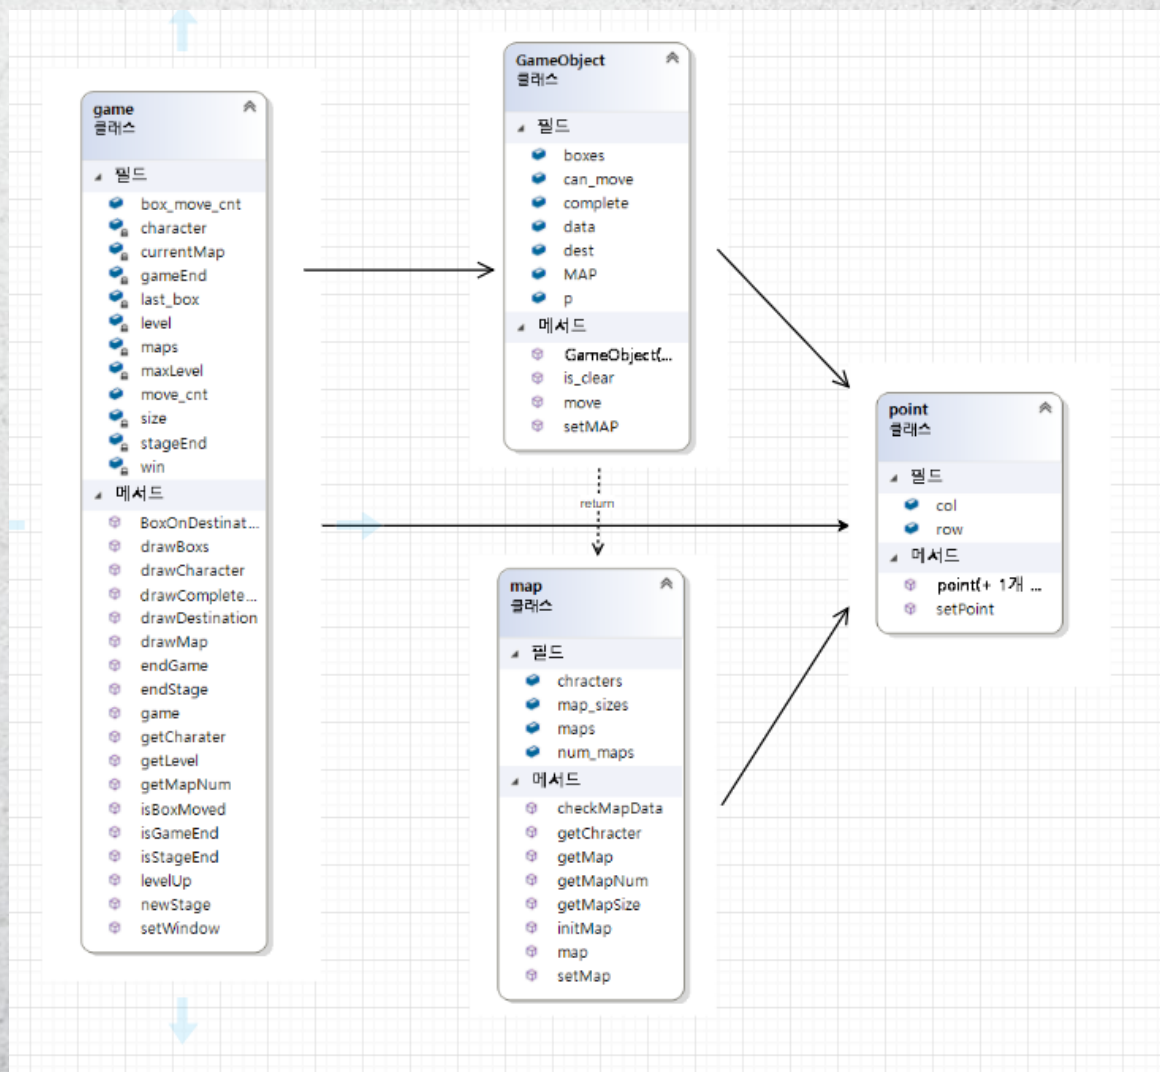 game
클래스
필드
box_move_cnt
character
currentMap
gameEnd
last_box
level
maps
maxLevel
move_cnt
size
stageEnd
win
메서드
BoxOnDestinat...
drawBoxs
drawCharacter
drawComplete...
drawDestination
drawMap
endGame
endStage
game
getCharater
getLevel
getMapNum
isBoxMoved
isGameEnd
isStageEnd
levelUp
newStage
setWindow
GameObject
클래스
필드
boxes
can_move
complete
data
dest
MAP
p
메서드
GameObject(...
is_clear
move
setMAP
return
map
클래스
필드
chracters
map_sizes
maps
num_maps
메서드
checkMapData
getChracter
getMap
getMapNum
getMapSize
initMap
map
setMap
point
클래스
필드
col
row
메서드
point(+ 1개 ...
setPoint